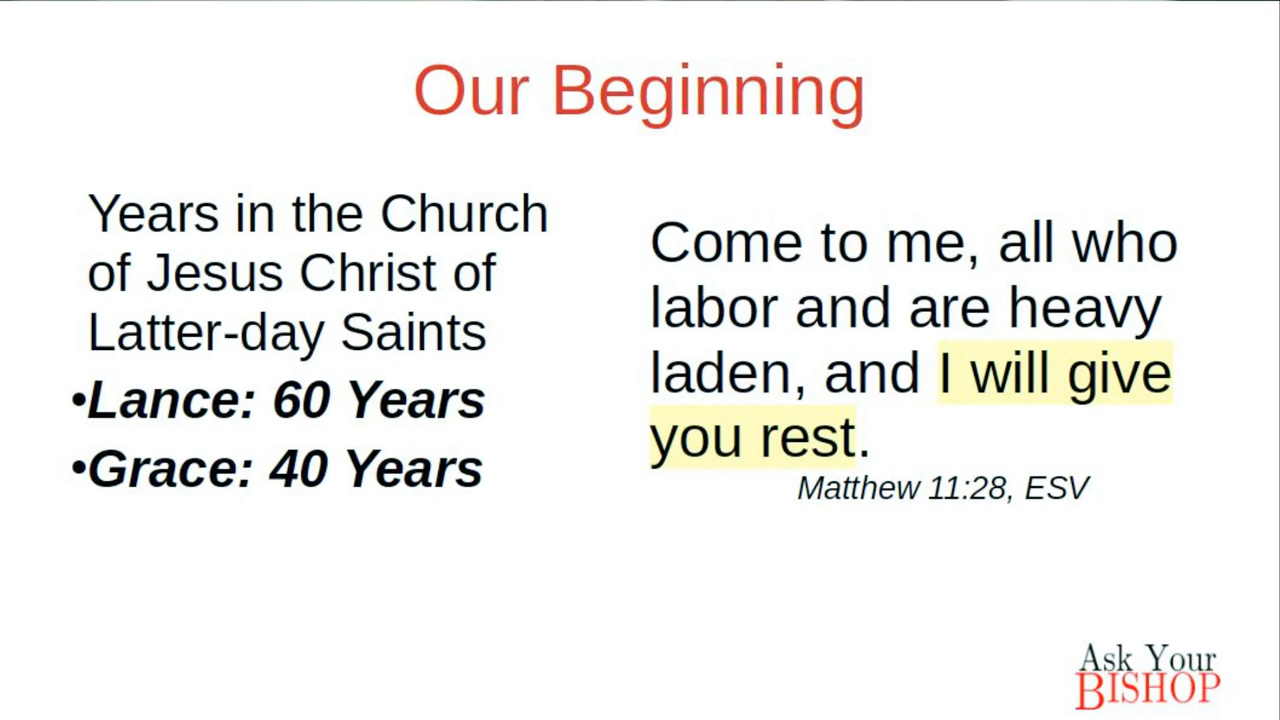 Our Beginning
Years in the Church
of Jesus Christ of
Latter-day Saints
•Lance: 60 Years
•Grace: 40 Years
Come to me, all who
labor and are heavy
laden, and I will give
you rest.
Matthew 11:28, ESV
Ask Your
BISHOP